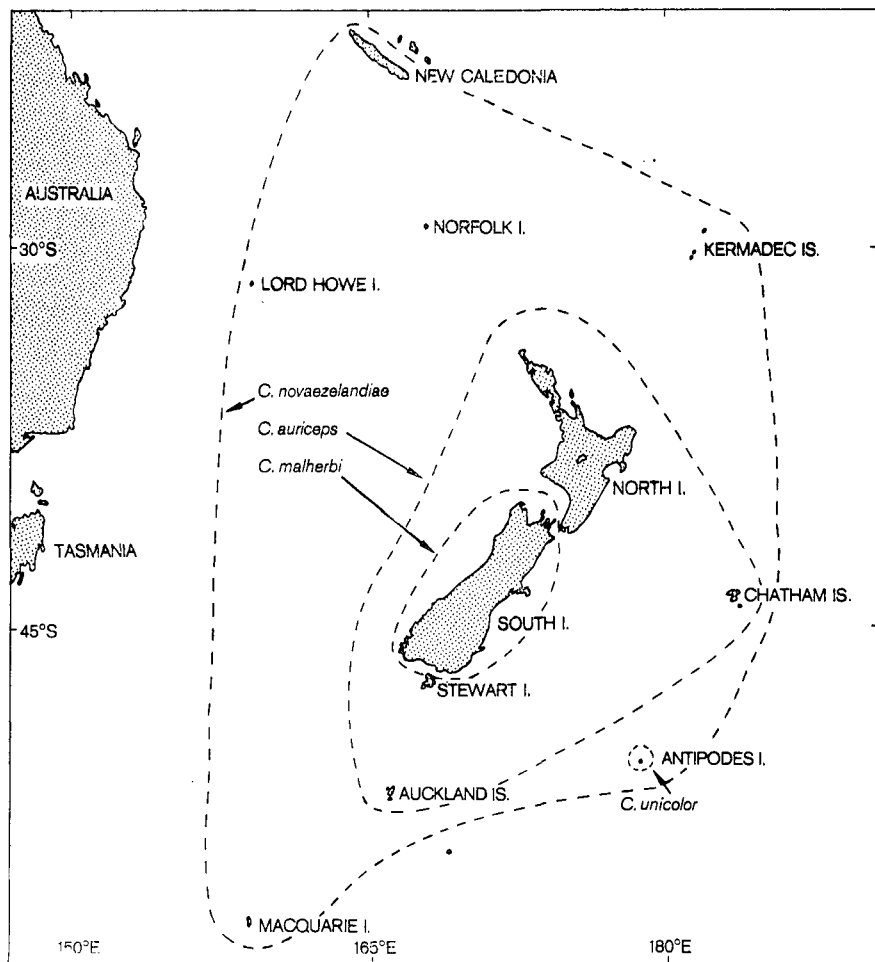 NEW CALEDONIA
AUSTRALIA
NORFOLK I.
30°S
KERMADEC IS.
LORD HOWE I.
C. novaezelandiae
C. auriceps
C. malherbi
NORTH I.
TASMANIA
CHATHAM IS.
SOUTH I.
45°S
STEWART I.
ANTIPODES I.
AUCKLAND IS.
C. unicolor
MACQUARIE I.
150°E
165°E
180°E